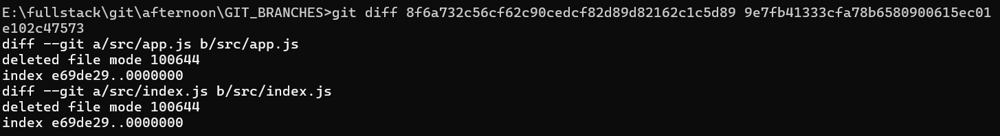 E:\fullstack\git\afternoon\GIT_BRANCHES>git diff 8f6a732c56cf62c90cedcf82d89d82162c1c5d89 9e7fb41333cfa78b6580900615ec01
e102c47573
diff --git a/src/app.js b/src/app.js
deleted file mode 100644
index e69de29..0000000
diff --git a/src/index.js b/src/index.js
deleted file mode 100644
index e69de29..0000000